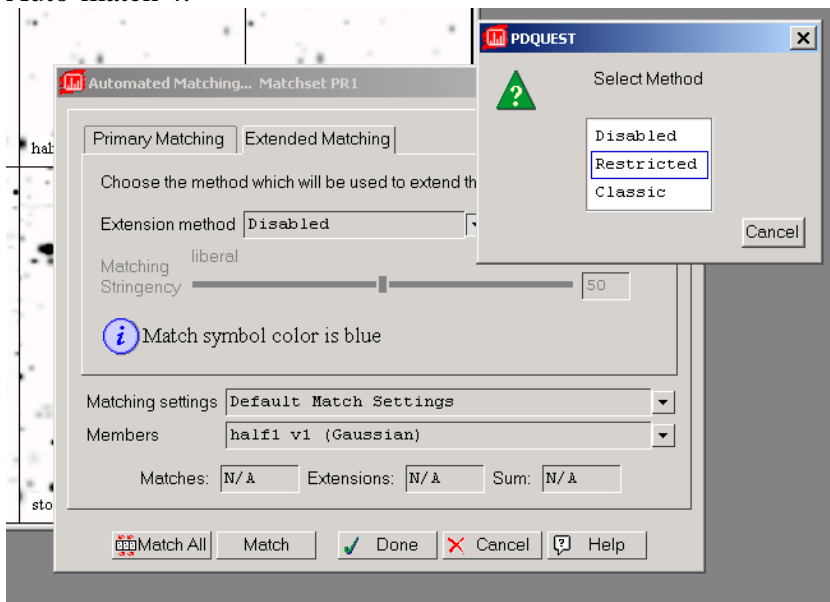 PDQUEST
Select Method
Disabled
Restricted
Classic
Cancel
Automated Matching... Matchset PR1
Primary Matching
Extended Matching
Choose the method which will be used to extend th
Extension method
Disabled
liberal
Matching
Stringency
50
i
Match symbol color is blue
Matching settings
Default Match Settings
Members
half1 v1 (Gaussian)
Matches: N/A Extensions: N/A Sum: N/A
Match All
Match
Done
Cancel
Help
sto